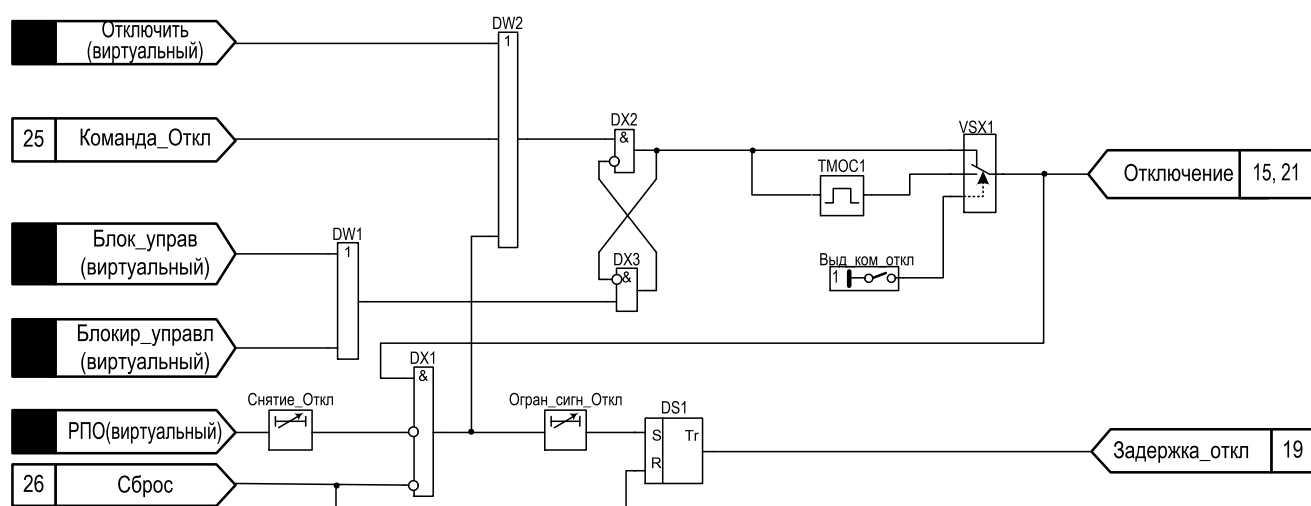 Отключить
(виртуальный)
DW2
1
25
Команда_Откл
DX2
&
VSX1
TMOC1
Отключение
15, 21
Блок_управ
(виртуальный)
DW1
1
DX3
&
Выд_ком_откл
1
Блокир_управл
(виртуальный)
DX1
&
Снятие_Откл
Огран_сигн_Откл
DS1
РПО(виртуальный)
S
Tr
R
Задержка_откл
19
26
Сброс